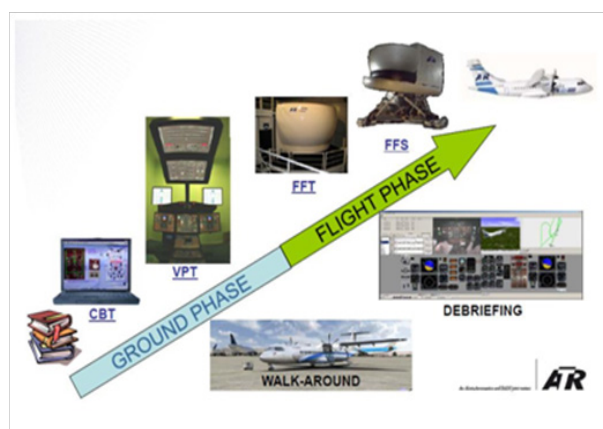 FFS
FFT
VPT
CBT
FLIGHT PHASE
GROUND PHASE
DEBRIEFING
WALK-AROUND
ATR